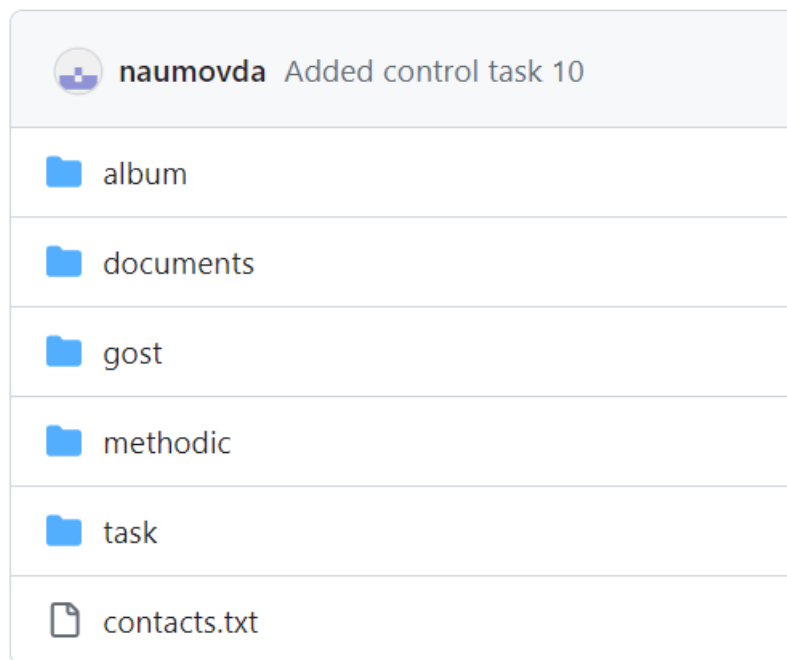 naumovda Added control task 10
album
documents
gost
methodic
task
contacts.txt